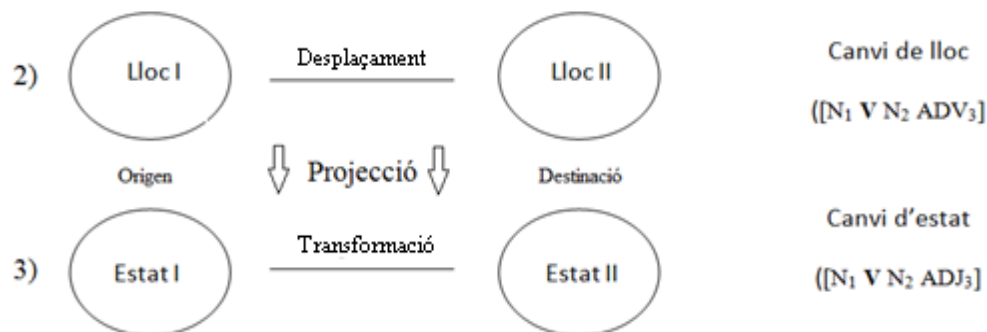 Desplaçament
2) Lloc I Lloc II Canvi de lloc
([N₁ V N₂ ADV₃]
Origen Projecció Destinació
Transformació Canvi d'estat
3) Estat I Estat II ([N₁ V N₂ ADJ₃]